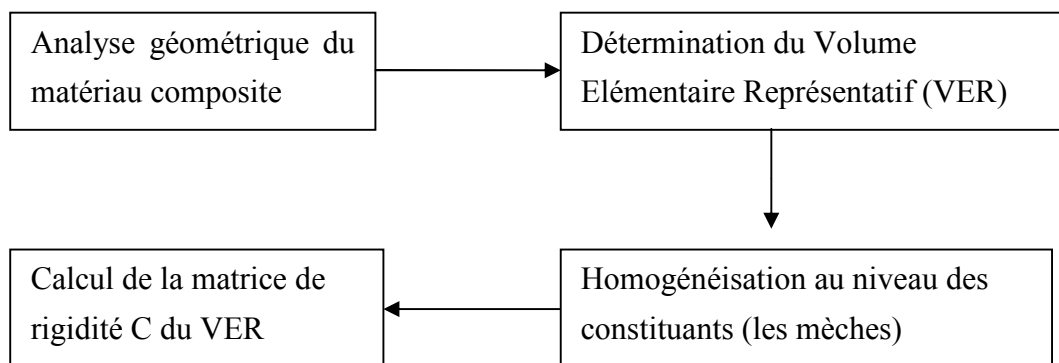 Analyse géométrique du
matériau composite
Détermination du Volume
Elémentaire Représentatif (VER)
Homogénéisation au niveau des
constituants (les mèches)
Calcul de la matrice de
rigidité C du VER